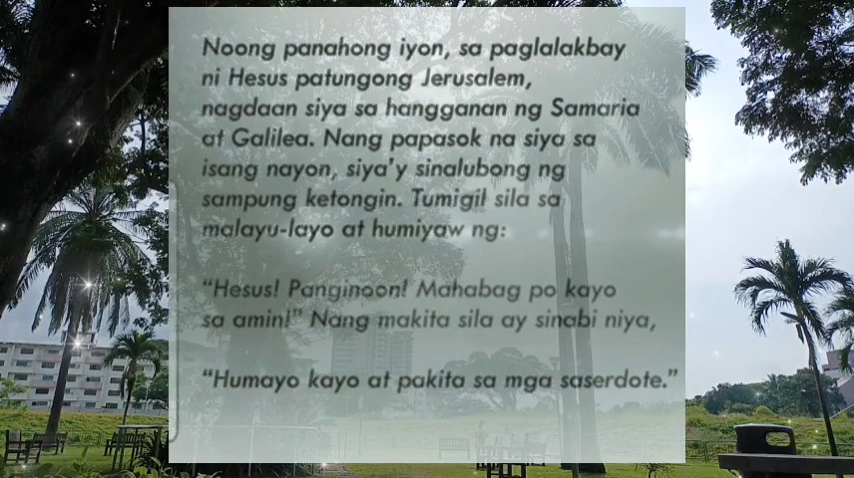 Noong panahong iyon, sa paglalakbay
ni Hesus patungong Jerusalem,
nagdaan siya sa hangganan ng Samaria
at Galilea. Nang papasok na siya sa
isang nayon, siya'y sinalubong ng
sampung ketongin. Tumigil sila sa
malayu-layo at humiyaw ng:
“Hesus! Panginoon! Mahabag po kayo
sa amin!” Nang makita sila ay sinabi niya,
“Humayo kayo at pakita sa mga saserdote.”